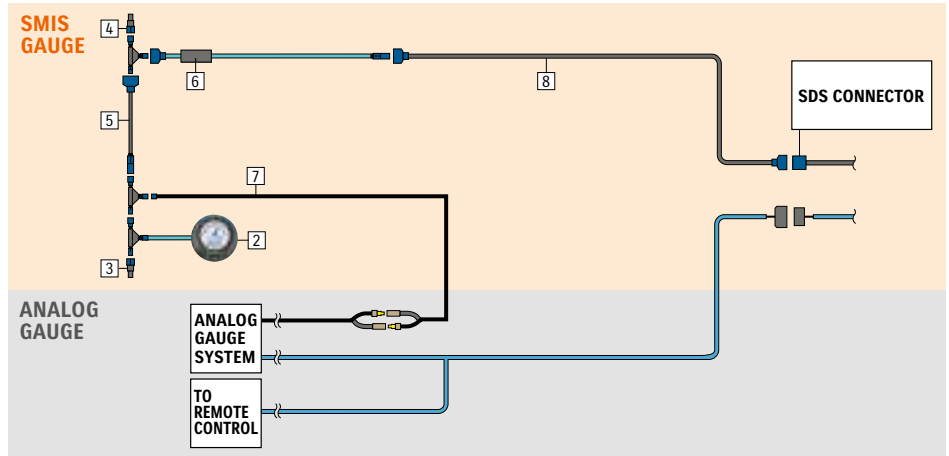 SMIS
GAUGE
4
6
8
SDS CONNECTOR
5
7
2
3
ANALOG
GAUGE
ANALOG
GAUGE
SYSTEM
TO
REMOTE
CONTROL